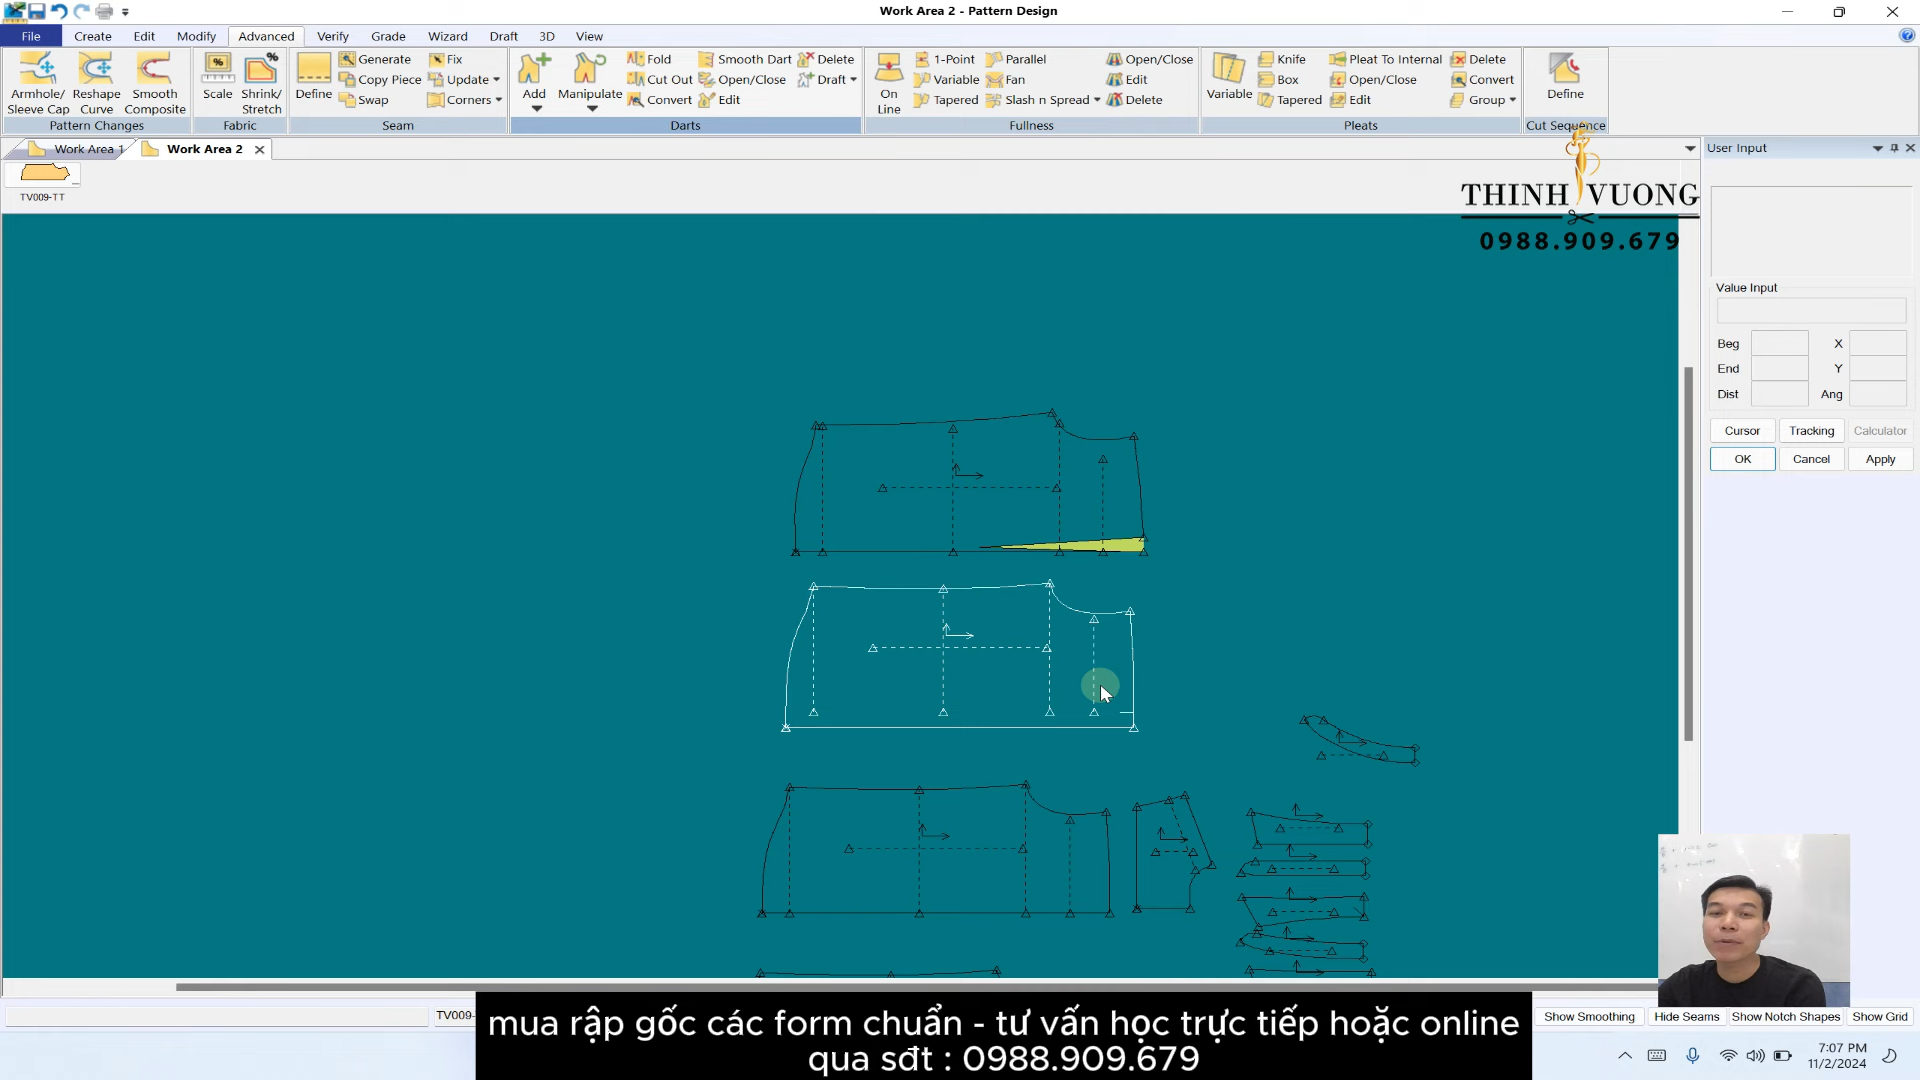 Work Area 2 - Pattern Design
File Create Edit Modify Advanced Verify Grade Wizard Draft 3D View
Armhole/ Sleeve Cap
Reshape Curve
Smooth Composite
Pattern Changes
Scale
Shrink/ Stretch
Fabric
Define
Generate
Copy Piece
Swap
Fix
Update
Corners
Seam
Add
Manipulate
Fold
Cut Out
Convert
Smooth Dart
Open/Close
Edit
Delete
Draft
Darts
On Line
1-Point
Variable
Tapered
Parallel
Fan
Slash n Spread
Open/Close
Edit
Delete
Fullness
Variable
Knife
Box
Tapered
Pleat To Internal
Open/Close
Edit
Delete
Convert
Group
Pleats
Define
Cut Sequence
Work Area 1
Work Area 2
TV009-TT
THINH VUONG
0988.909.679
User Input
Value Input
Beg X
End Y
Dist Ang
Cursor Tracking Calculator
OK Cancel Apply
TV009-
mua rập gốc các form chuẩn - tư vấn học trực tiếp hoặc online
qua sđt : 0988.909.679
Show Smoothing Hide Seams Show Notch Shapes Show Grid
7:07 PM
11/2/2024